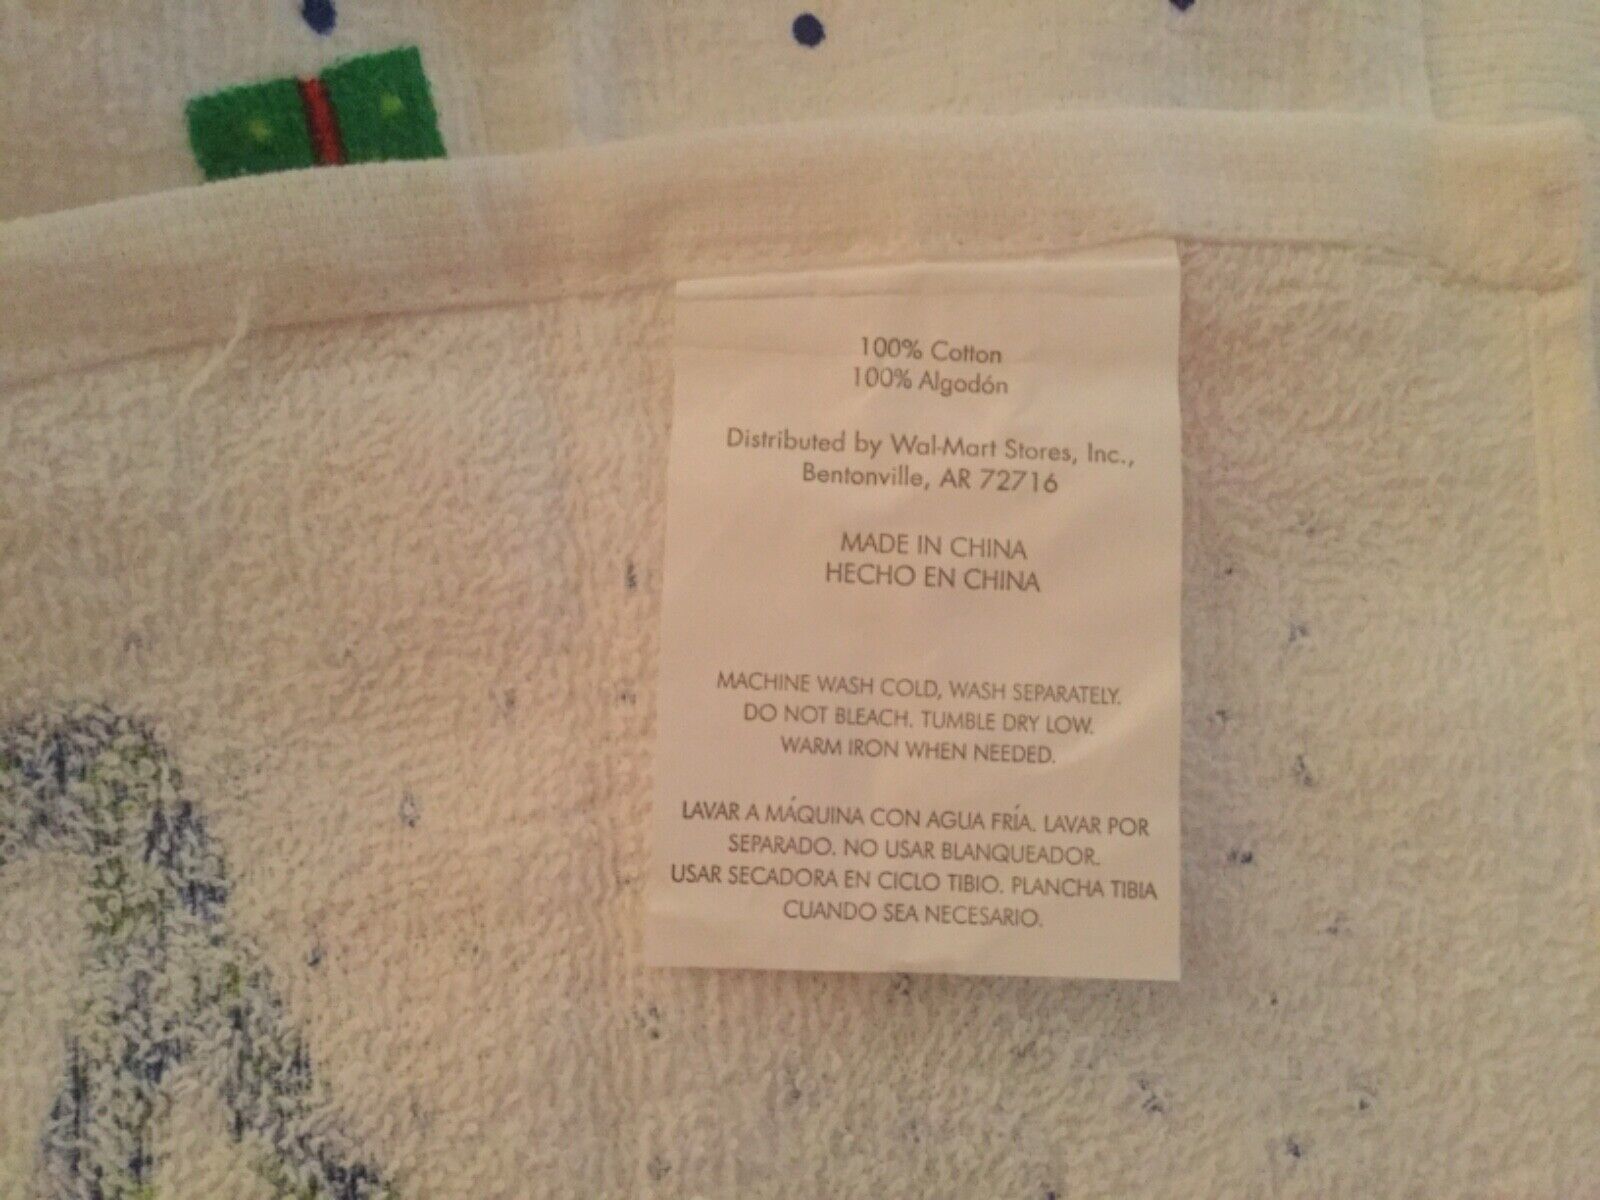 100% Cotton
100% Algodón
Distributed by Wal-Mart Stores, Inc.,
Bentonville, AR 72716
MADE IN CHINA
HECHO EN CHINA
MACHINE WASH COLD, WASH SEPARATELY.
DO NOT BLEACH. TUMBLE DRY LOW.
WARM IRON WHEN NEEDED.
LAVAR A MÁQUINA CON AGUA FRÍA. LAVAR POR
SEPARADO. NO USAR BLANQUEADOR.
USAR SECADORA EN CICLO TIBIO. PLANCHA TIBIA
CUANDO SEA NECESARIO.